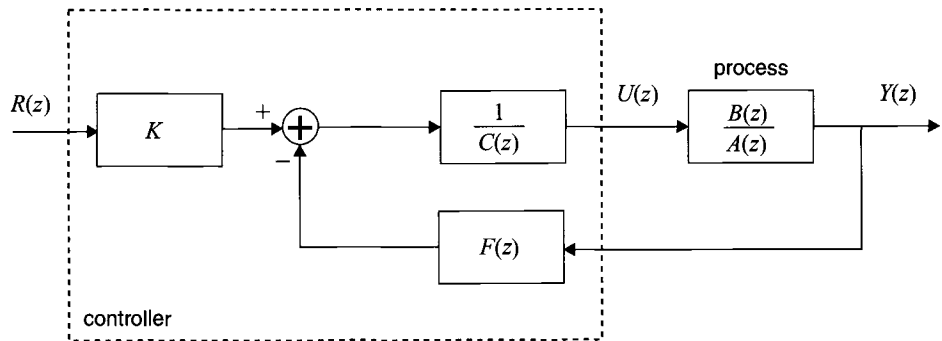 process
R(z)
K
+
−
1
C(z)
U(z)
B(z)
A(z)
Y(z)
F(z)
controller